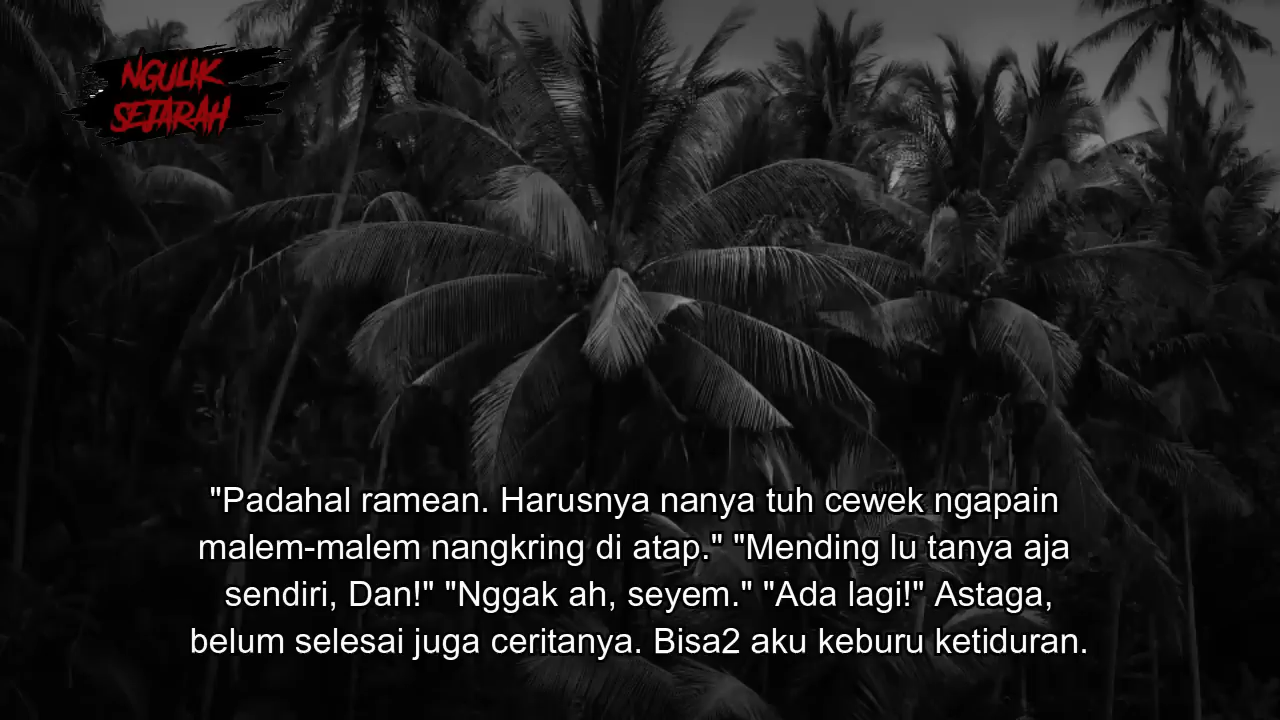 NGULIK
SEJARAH
"Padahal ramean. Harusnya nanya tuh cewek ngapain
malem-malem nangkring di atap." "Mending lu tanya aja
sendiri, Dan!" "Nggak ah, seyem." "Ada lagi!" Astaga,
belum selesai juga ceritanya. Bisa2 aku keburu ketiduran.